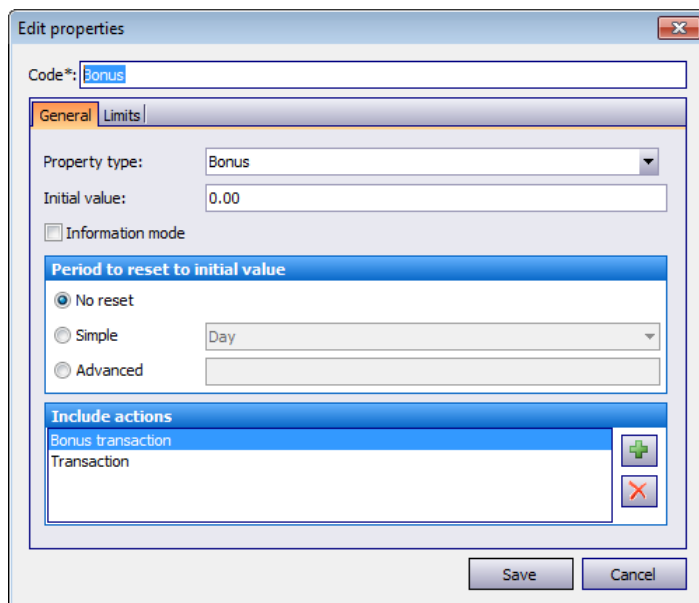 Edit properties
Code*: Bonus
General Limits
Property type: Bonus
Initial value: 0.00
Information mode
Period to reset to initial value
No reset
Simple Day
Advanced
Include actions
Bonus transaction
Transaction
Save Cancel